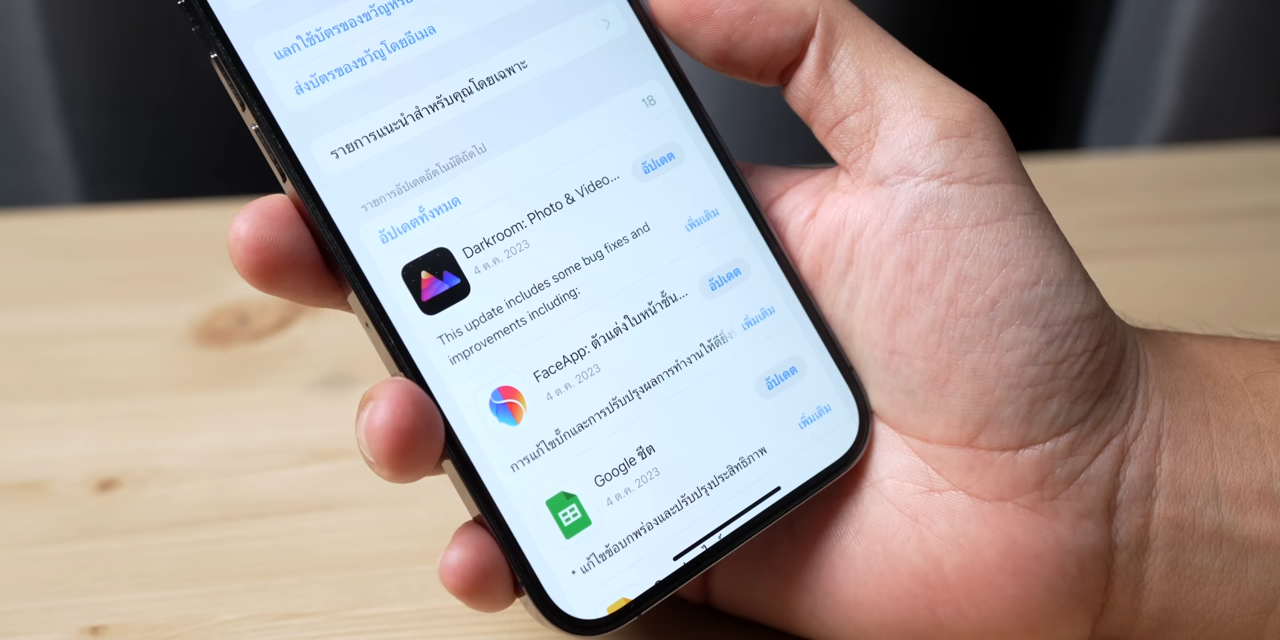 แลกใช้บัตรของขวัญหรือ
ส่งบัตรของขวัญโดยอีเมล
รายการแนะนำสำหรับคุณโดยเฉพาะ
รายการอัปเดตอัตโนมัติถัดไป
18
อัปเดตทั้งหมด
Darkroom: Photo & Video...
4 ต.ค. 2023
อัปเดต
This update includes some bug fixes and
improvements including:
เพิ่มเติม
FaceApp: ตัวแต่งใบหน้าขั้น...
4 ต.ค. 2023
อัปเดต
การแก้ไขบั๊กและการปรับปรุงผลการทำงานให้ดียิ่ง
เพิ่มเติม
Google ชีต
4 ต.ค. 2023
อัปเดต
* แก้ไขข้อบกพร่องและปรับปรุงประสิทธิภาพ
เพิ่มเติม